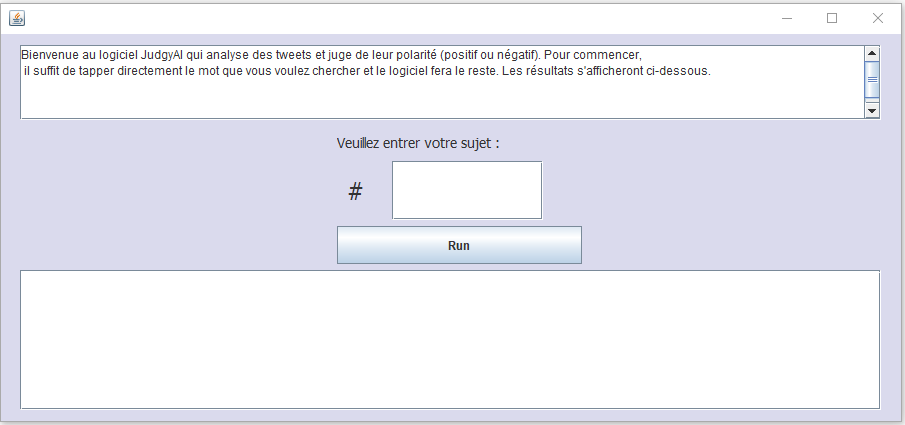 Bienvenue au logiciel JudgyAI qui analyse des tweets et juge de leur polarité (positif ou négatif). Pour commencer,
il suffit de tapper directement le mot que vous voulez chercher et le logiciel fera le reste. Les résultats s'afficheront ci-dessous.
Veuillez entrer votre sujet :
#
Run